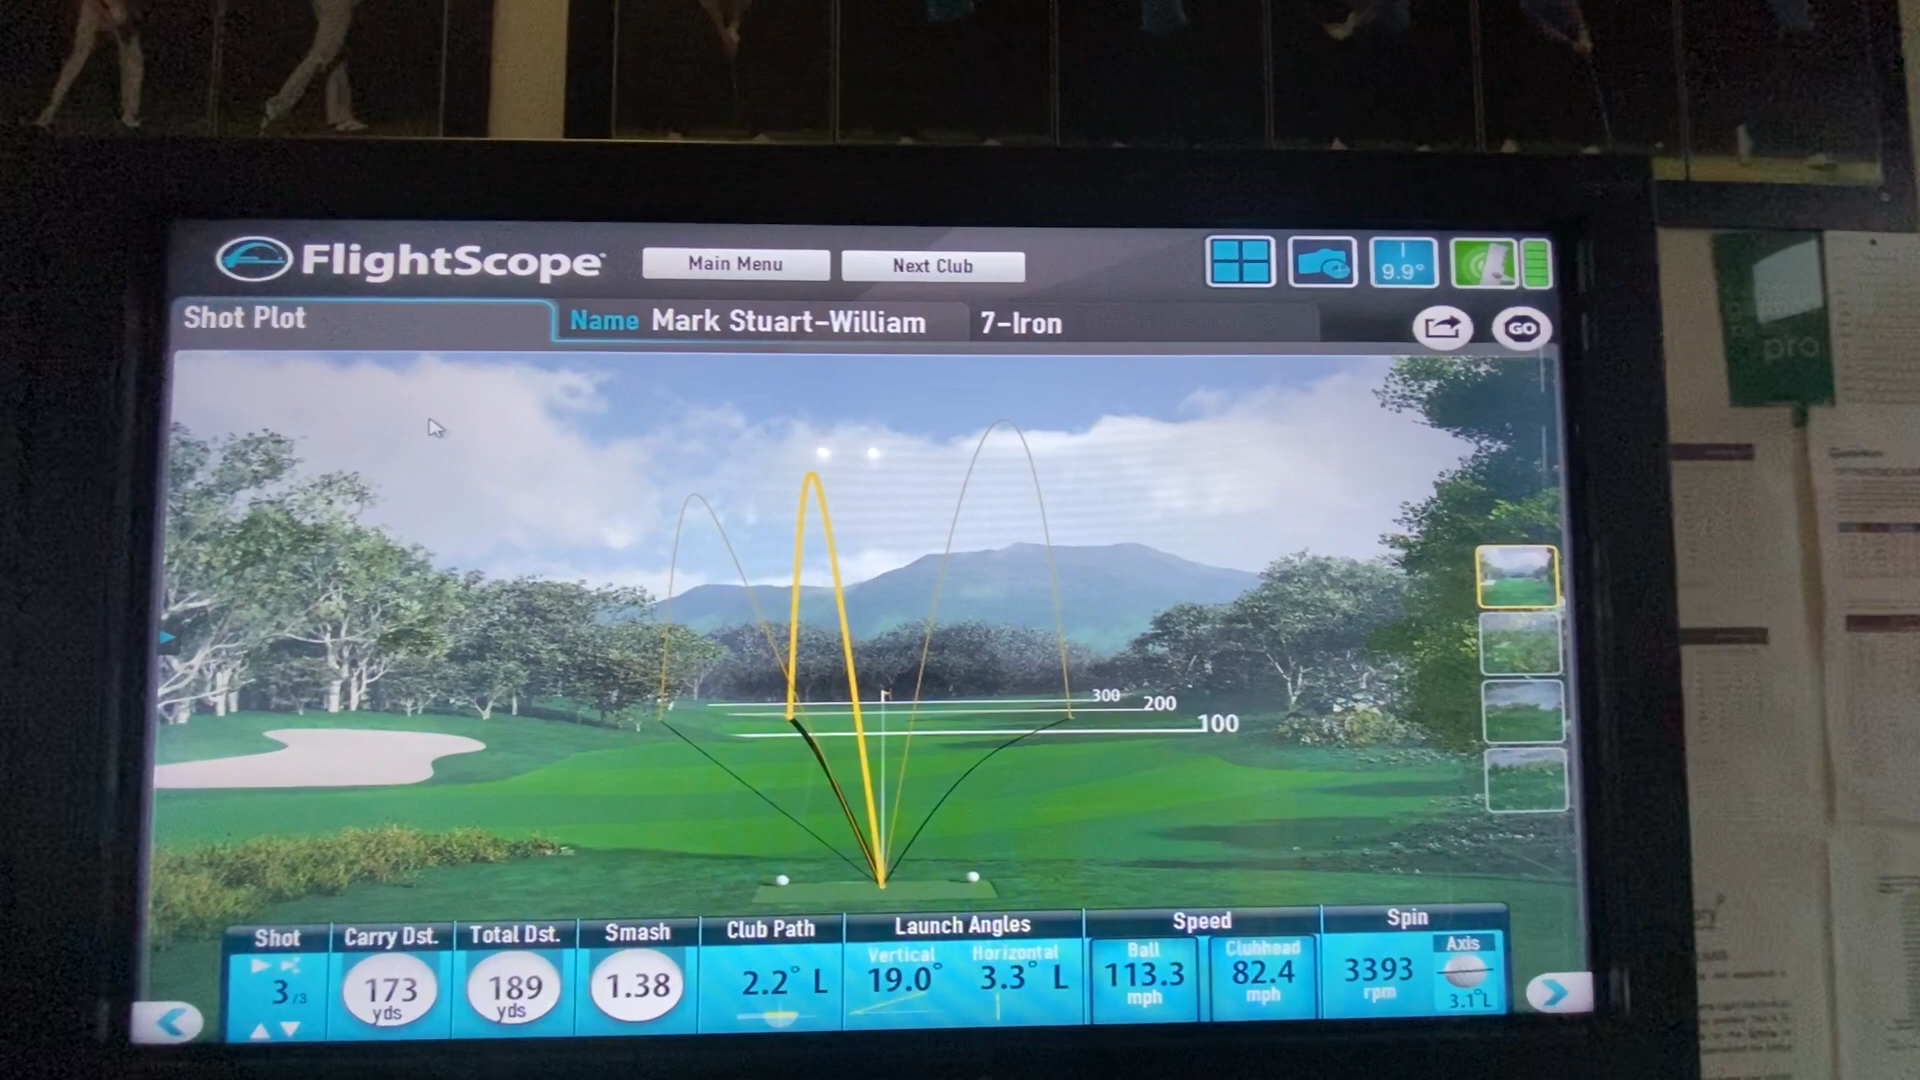 FlightScope
Main Menu
Next Club
9.9°
Shot Plot
Name Mark Stuart-William
7-Iron
GO
pro
300
200
100
Shot
3/3
Carry Dst.
173
yds
Total Dst.
189
yds
Smash
1.38
Club Path
2.2° L
Launch Angles
Vertical
19.0°
Horizontal
3.3° L
Speed
Ball
113.3
mph
Clubhead
82.4
mph
Spin
3393
rpm
Axis
3.1°L